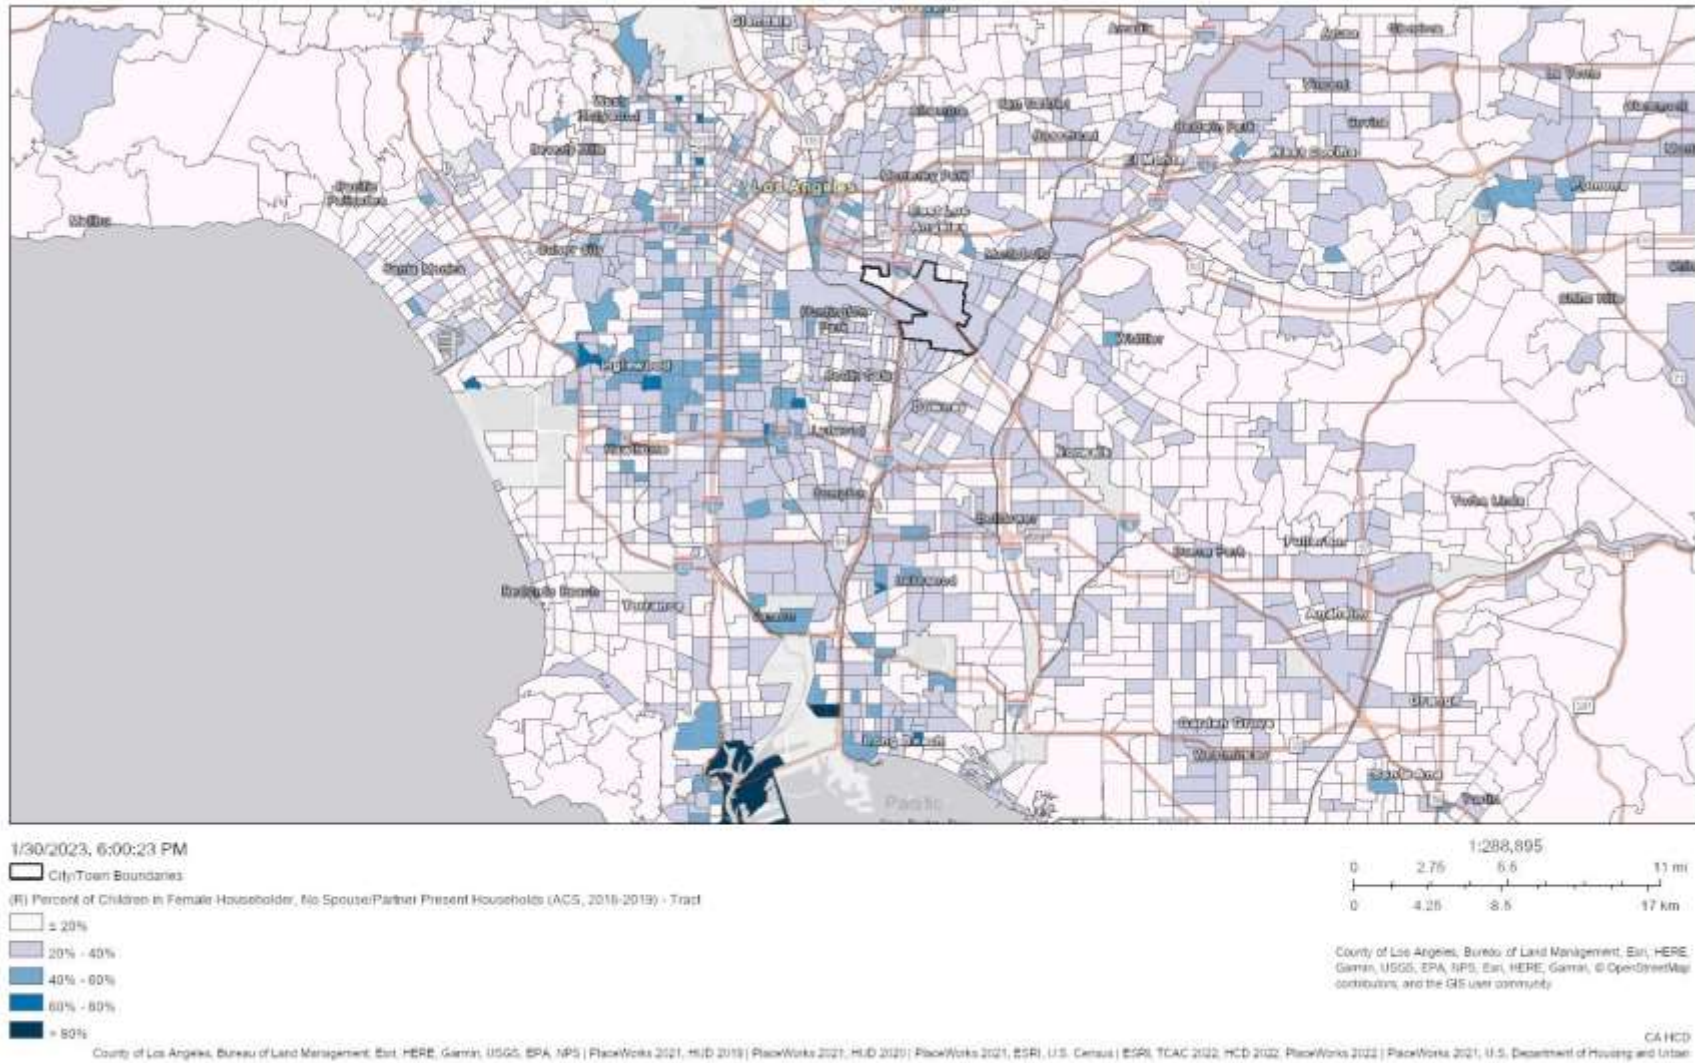 Glendale
Arcadia
Azusa
Glendora
La Verne
Claremont
West
Hollywood
Alhambra
San Gabriel
Vincent
Rosemead
Baldwin Park
Covina
Beverly Hills
El Monte
West Covina
Los Angeles
Monterey Park
Pomona
Pacific
Palisades
East Los
Angeles
Malibu
Culver City
Montebello
Santa Monica
Chino Hills
Huntington
Park
Whittier
Inglewood
South Gate
Downey
Lynwood
Hawthorne
Norwalk
Compton
Yorba Linda
Bellflower
Buena Park
Fullerton
Lakewood
Redondo Beach
Torrance
Carson
Anaheim
Orange
Long Beach
Garden Grove
Westminster
Santa Ana
Tustin
Pacific
1/30/2023, 6:00:23 PM
City/Town Boundaries
(R) Percent of Children in Female Householder, No Spouse/Partner Present Households (ACS, 2015-2019) - Tract
≤ 20%
20% - 40%
40% - 60%
60% - 80%
> 80%
1:288,895
0 2.75 5.5 11 mi
0 4.25 8.5 17 km
County of Los Angeles, Bureau of Land Management, Esri, HERE,
Garmin, USGS, EPA, NPS, Esri, HERE, Garmin, © OpenStreetMap
contributors, and the GIS user community
CA HCD
County of Los Angeles, Bureau of Land Management, Esri, HERE, Garmin, USGS, EPA, NPS | PlaceWorks 2021, HUD 2019 | PlaceWorks 2021, HUD 2020 | PlaceWorks 2021, ESRI, U.S. Census | ESRI, TCAC 2022, HCD 2022, PlaceWorks 2022 | PlaceWorks 2021, U.S. Department of Housing and Urban